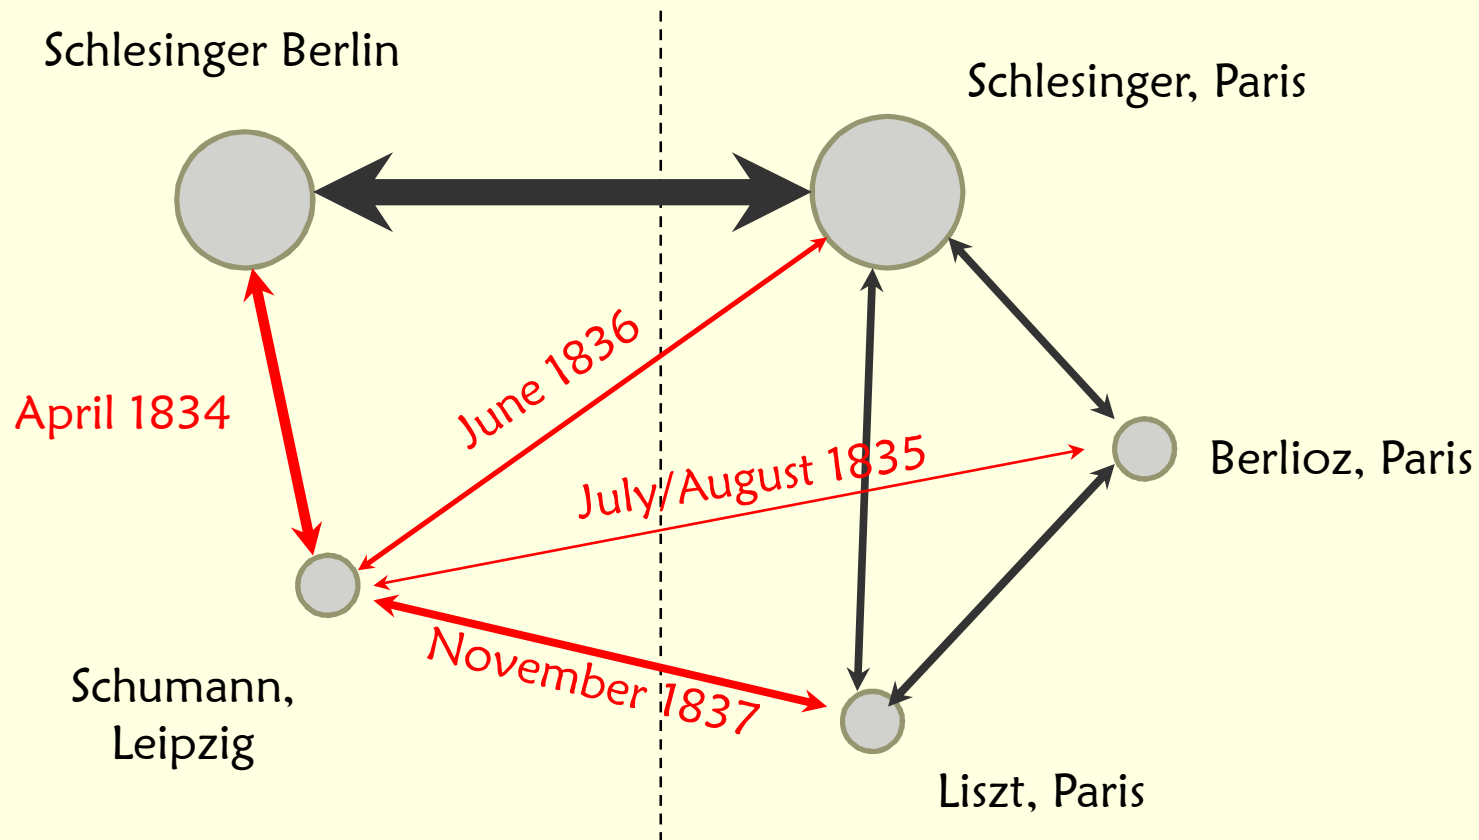 Schlesinger Berlin
Schlesinger, Paris
June 1836
April 1834
July/August 1835
Berlioz, Paris
November 1837
Schumann,
Leipzig
Liszt, Paris